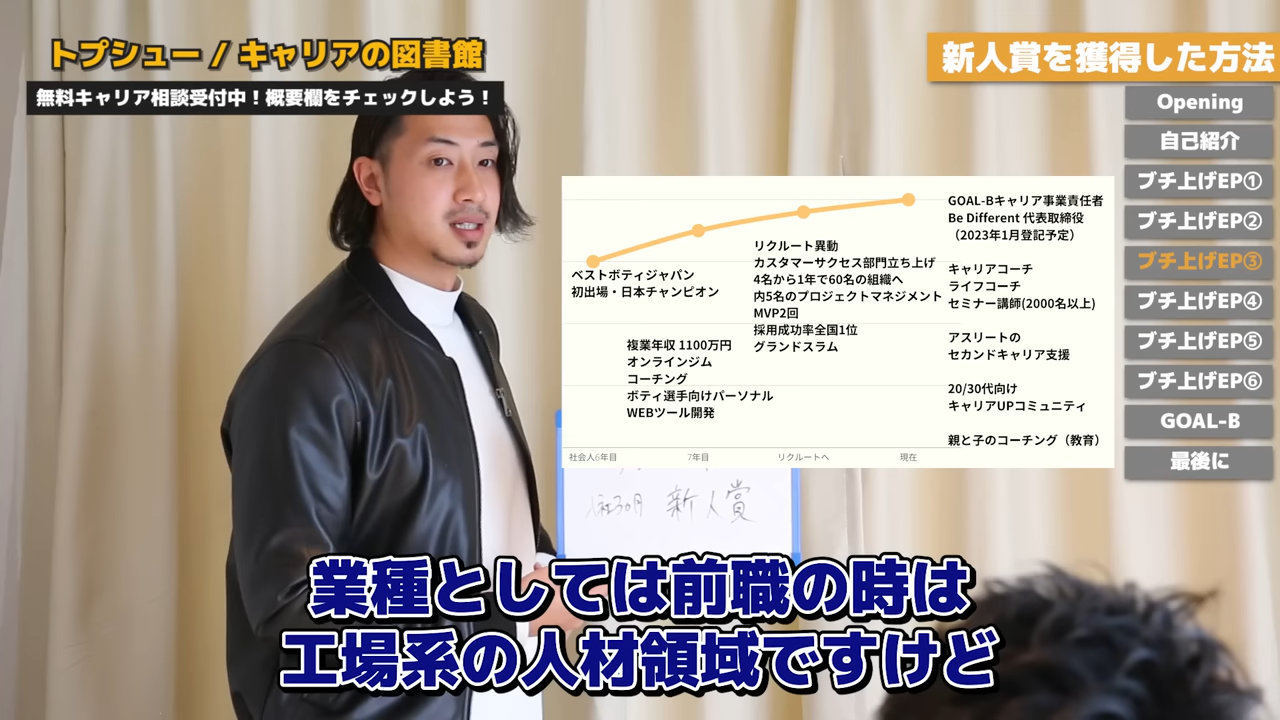 トプシュー / キャリアの図書館
無料キャリア相談受付中！概要欄をチェックしよう！
新人賞を獲得した方法
Opening
自己紹介
ブチ上げEP①
ブチ上げEP②
ブチ上げEP③
ブチ上げEP④
ブチ上げEP⑤
ブチ上げEP⑥
GOAL-B
最後に
ベストボティジャパン
初出場・日本チャンピオン
複業年収 1100万円
オンラインジム
コーチング
ボティ選手向けパーソナル
WEBツール開発
リクルート異動
カスタマーサクセス部門立ち上げ
4名から1年で60名の組織へ
内5名のプロジェクトマネジメント
MVP2回
採用成功率全国1位
グランドスラム
GOAL-Bキャリア事業責任者
Be Different 代表取締役
（2023年1月登記予定）
キャリアコーチ
ライフコーチ
セミナー講師(2000名以上)
アスリートの
セカンドキャリア支援
20/30代向け
キャリアUPコミュニティ
親と子のコーチング（教育）
社会人6年目
7年目
リクルートへ
現在
新人賞
業種としては前職の時は
工場系の人材領域ですけど